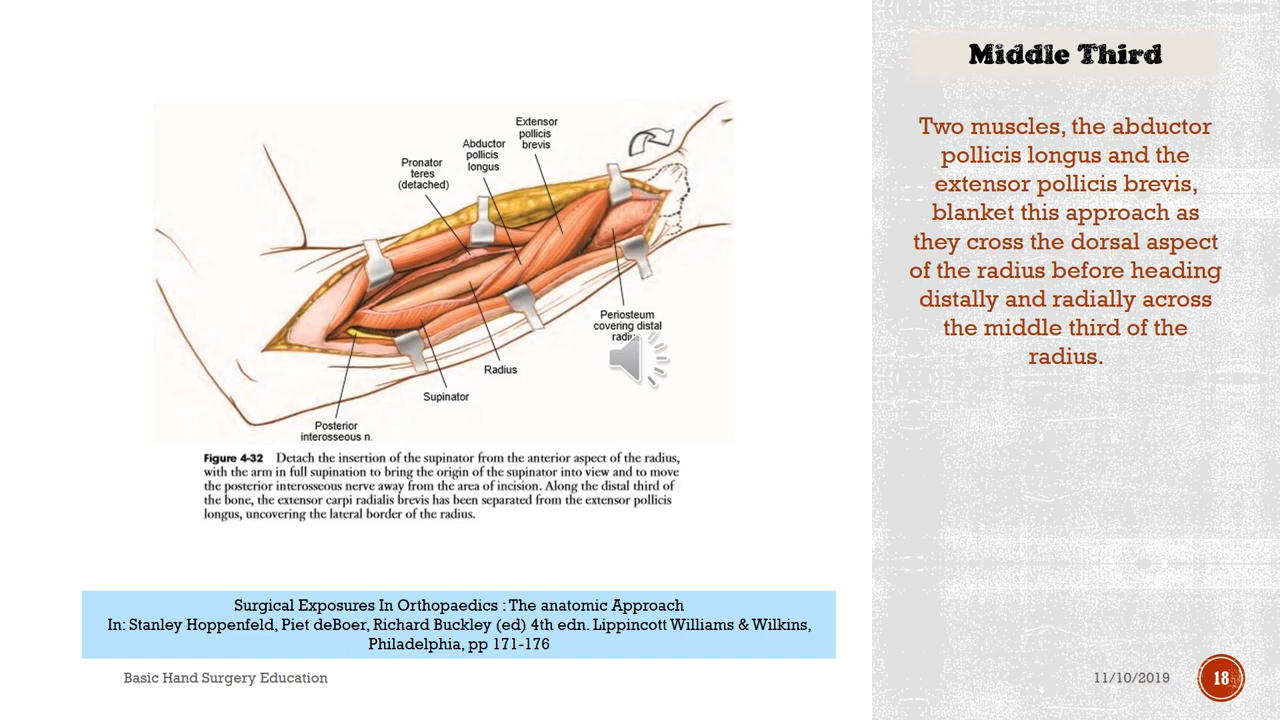 Middle Third
Two muscles, the abductor
pollicis longus and the
extensor pollicis brevis,
blanket this approach as
they cross the dorsal aspect
of the radius before heading
distally and radially across
the middle third of the
radius.
Extensor
pollicis
brevis
Abductor
pollicis
longus
Pronator
teres
(detached)
Periosteum
covering distal
Radius
Supinator
Posterior
interosseous n.
Figure 4-32 Detach the insertion of the supinator from the anterior aspect of the radius,
with the arm in full supination to bring the origin of the supinator into view and to move
the posterior interosseous nerve away from the area of incision. Along the distal third of
the bone, the extensor carpi radialis brevis has been separated from the extensor pollicis
longus, uncovering the lateral border of the radius.
Surgical Exposures In Orthopaedics : The anatomic Approach
In: Stanley Hoppenfeld, Piet deBoer, Richard Buckley (ed) 4th edn. Lippincott Williams & Wilkins,
Philadelphia, pp 171-176
Basic Hand Surgery Education
11/10/2019
18